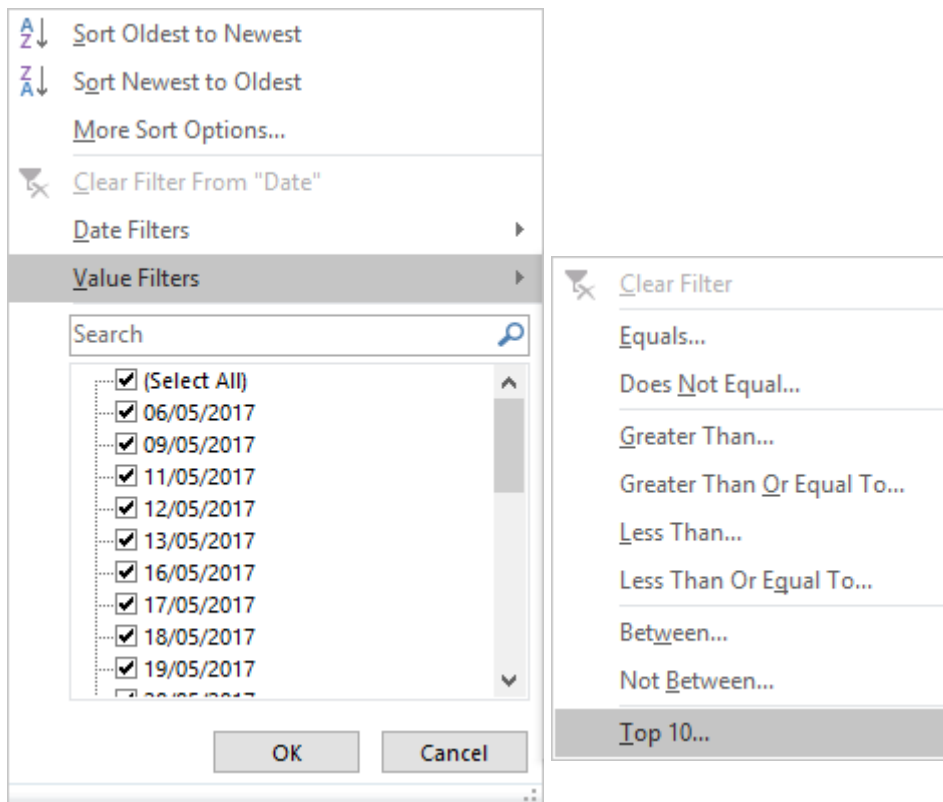 Sort Oldest to Newest
Sort Newest to Oldest
More Sort Options...
Clear Filter From "Date"
Date Filters
Value Filters
Search
(Select All)
06/05/2017
09/05/2017
11/05/2017
12/05/2017
13/05/2017
16/05/2017
17/05/2017
18/05/2017
19/05/2017
OK Cancel
Clear Filter
Equals...
Does Not Equal...
Greater Than...
Greater Than Or Equal To...
Less Than...
Less Than Or Equal To...
Between...
Not Between...
Top 10...